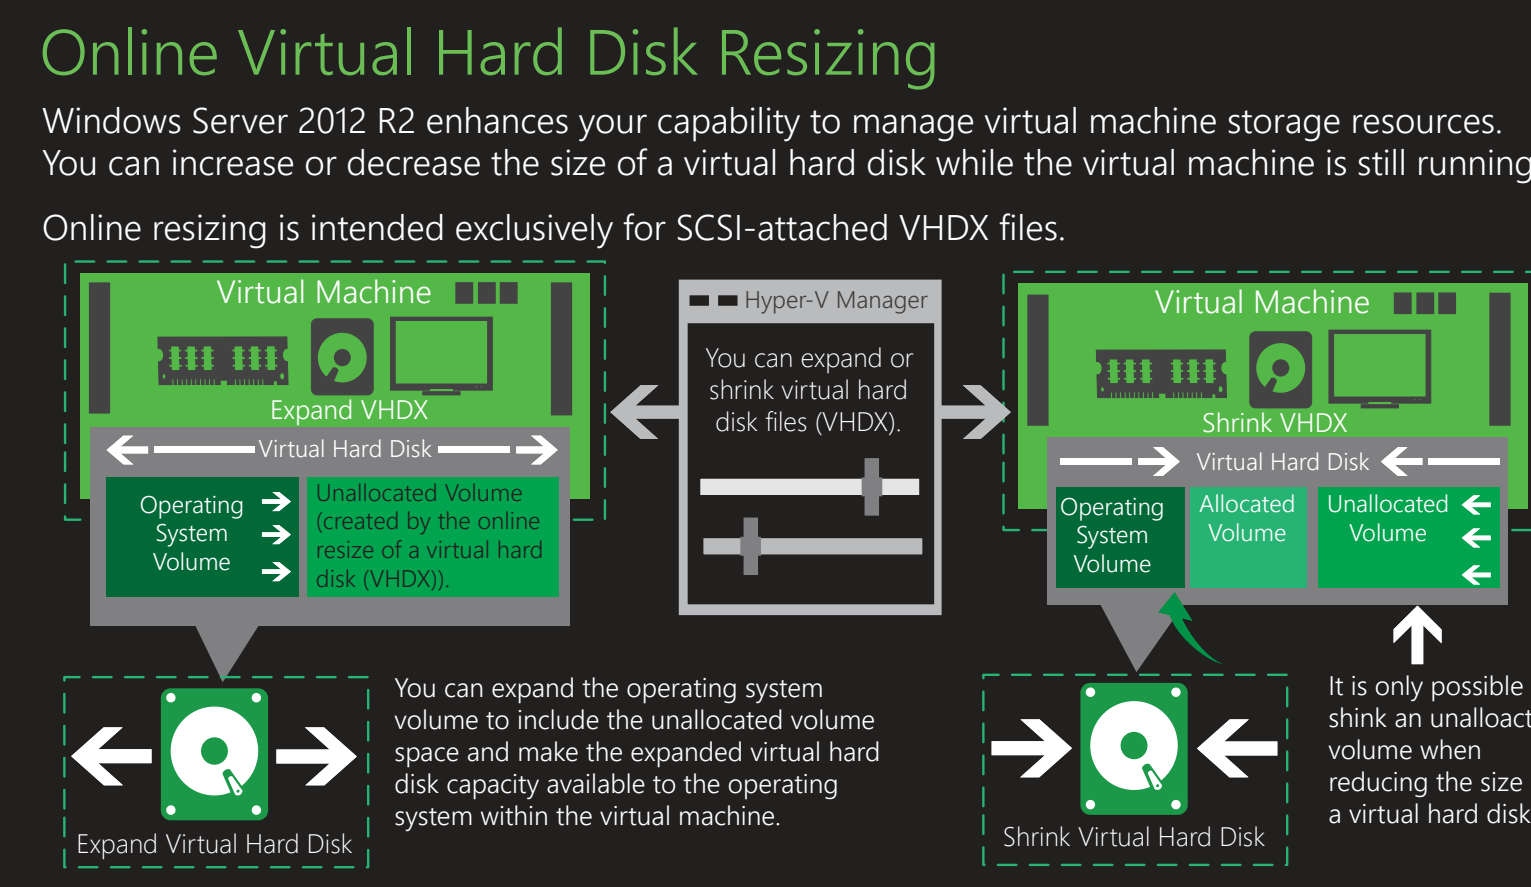 Online Virtual Hard Disk Resizing
Windows Server 2012 R2 enhances your capability to manage virtual machine storage resources.
You can increase or decrease the size of a virtual hard disk while the virtual machine is still running
Online resizing is intended exclusively for SCSI-attached VHDX files.
Virtual Machine
Expand VHDX
Virtual Hard Disk
Operating
System
Volume
Unallocated Volume
(created by the online
resize of a virtual hard
disk (VHDX)).
Expand Virtual Hard Disk
You can expand the operating system
volume to include the unallocated volume
space and make the expanded virtual hard
disk capacity available to the operating
system within the virtual machine.
Hyper-V Manager
You can expand or
shrink virtual hard
disk files (VHDX).
Virtual Machine
Shrink VHDX
Virtual Hard Disk
Operating
System
Volume
Allocated
Volume
Unallocated
Volume
Shrink Virtual Hard Disk
It is only possible
shink an unalloact
volume when
reducing the size
a virtual hard disk